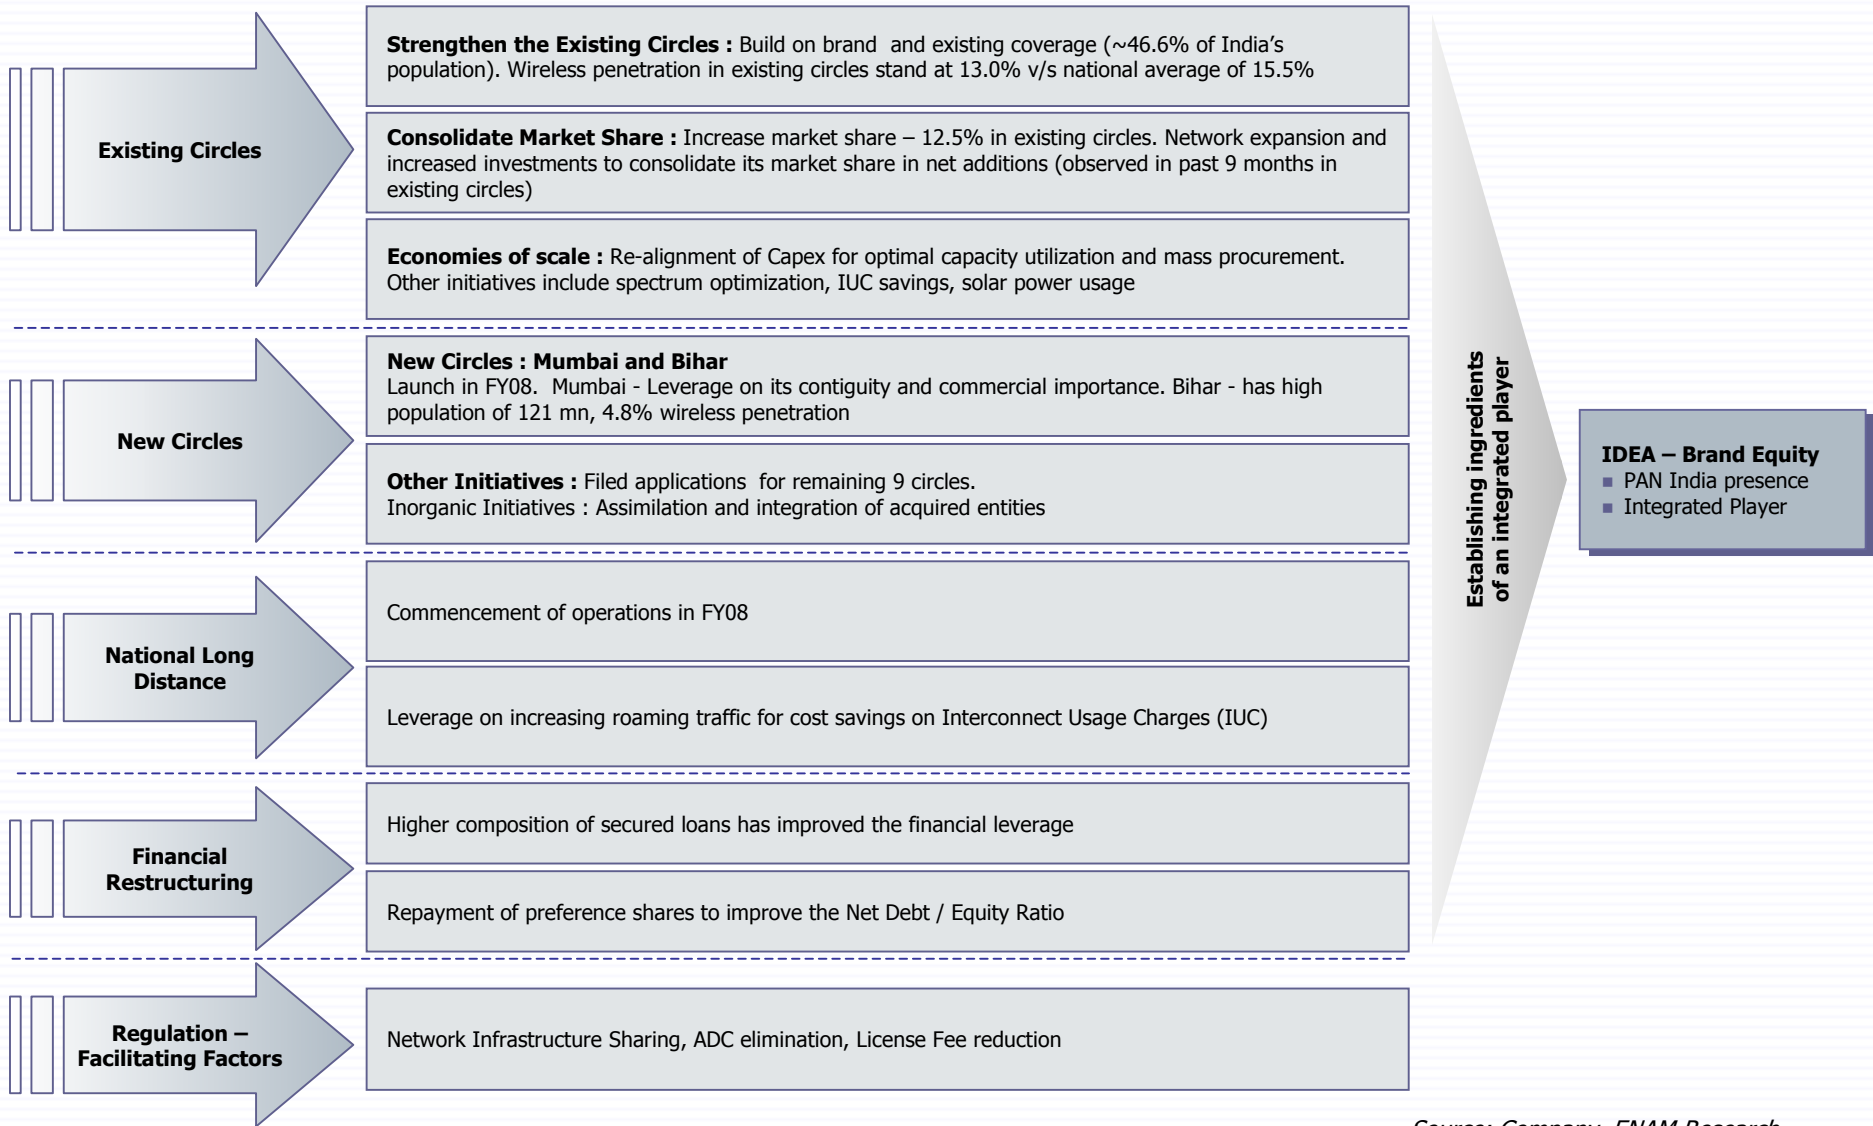 Existing Circles
Strengthen the Existing Circles : Build on brand and existing coverage (~46.6% of India’s
population). Wireless penetration in existing circles stand at 13.0% v/s national average of 15.5%
Consolidate Market Share : Increase market share – 12.5% in existing circles. Network expansion and
increased investments to consolidate its market share in net additions (observed in past 9 months in
existing circles)
Economies of scale : Re-alignment of Capex for optimal capacity utilization and mass procurement.
Other initiatives include spectrum optimization, IUC savings, solar power usage
New Circles
New Circles : Mumbai and Bihar
Launch in FY08. Mumbai - Leverage on its contiguity and commercial importance. Bihar - has high
population of 121 mn, 4.8% wireless penetration
Other Initiatives : Filed applications for remaining 9 circles.
Inorganic Initiatives : Assimilation and integration of acquired entities
National Long
Distance
Commencement of operations in FY08
Leverage on increasing roaming traffic for cost savings on Interconnect Usage Charges (IUC)
Financial
Restructuring
Higher composition of secured loans has improved the financial leverage
Repayment of preference shares to improve the Net Debt / Equity Ratio
Regulation –
Facilitating Factors
Network Infrastructure Sharing, ADC elimination, License Fee reduction
Establishing ingredients
of an integrated player
IDEA – Brand Equity
PAN India presence
Integrated Player
Source: Company, ENAM Research